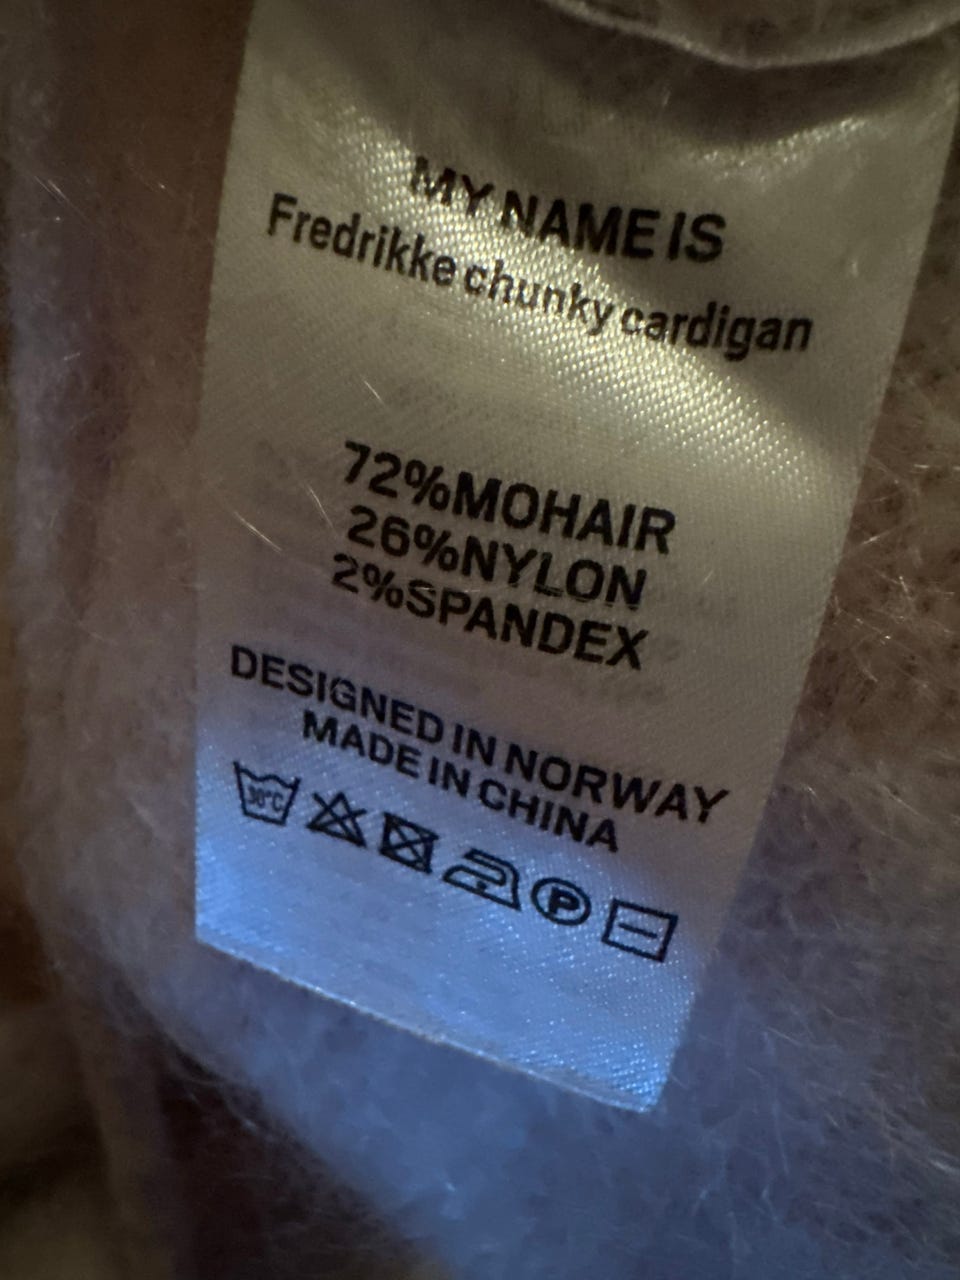 MY NAME IS
Fredrikke chunky cardigan
72%MOHAIR
26%NYLON
2%SPANDEX
DESIGNED IN NORWAY
MADE IN CHINA
30°C P